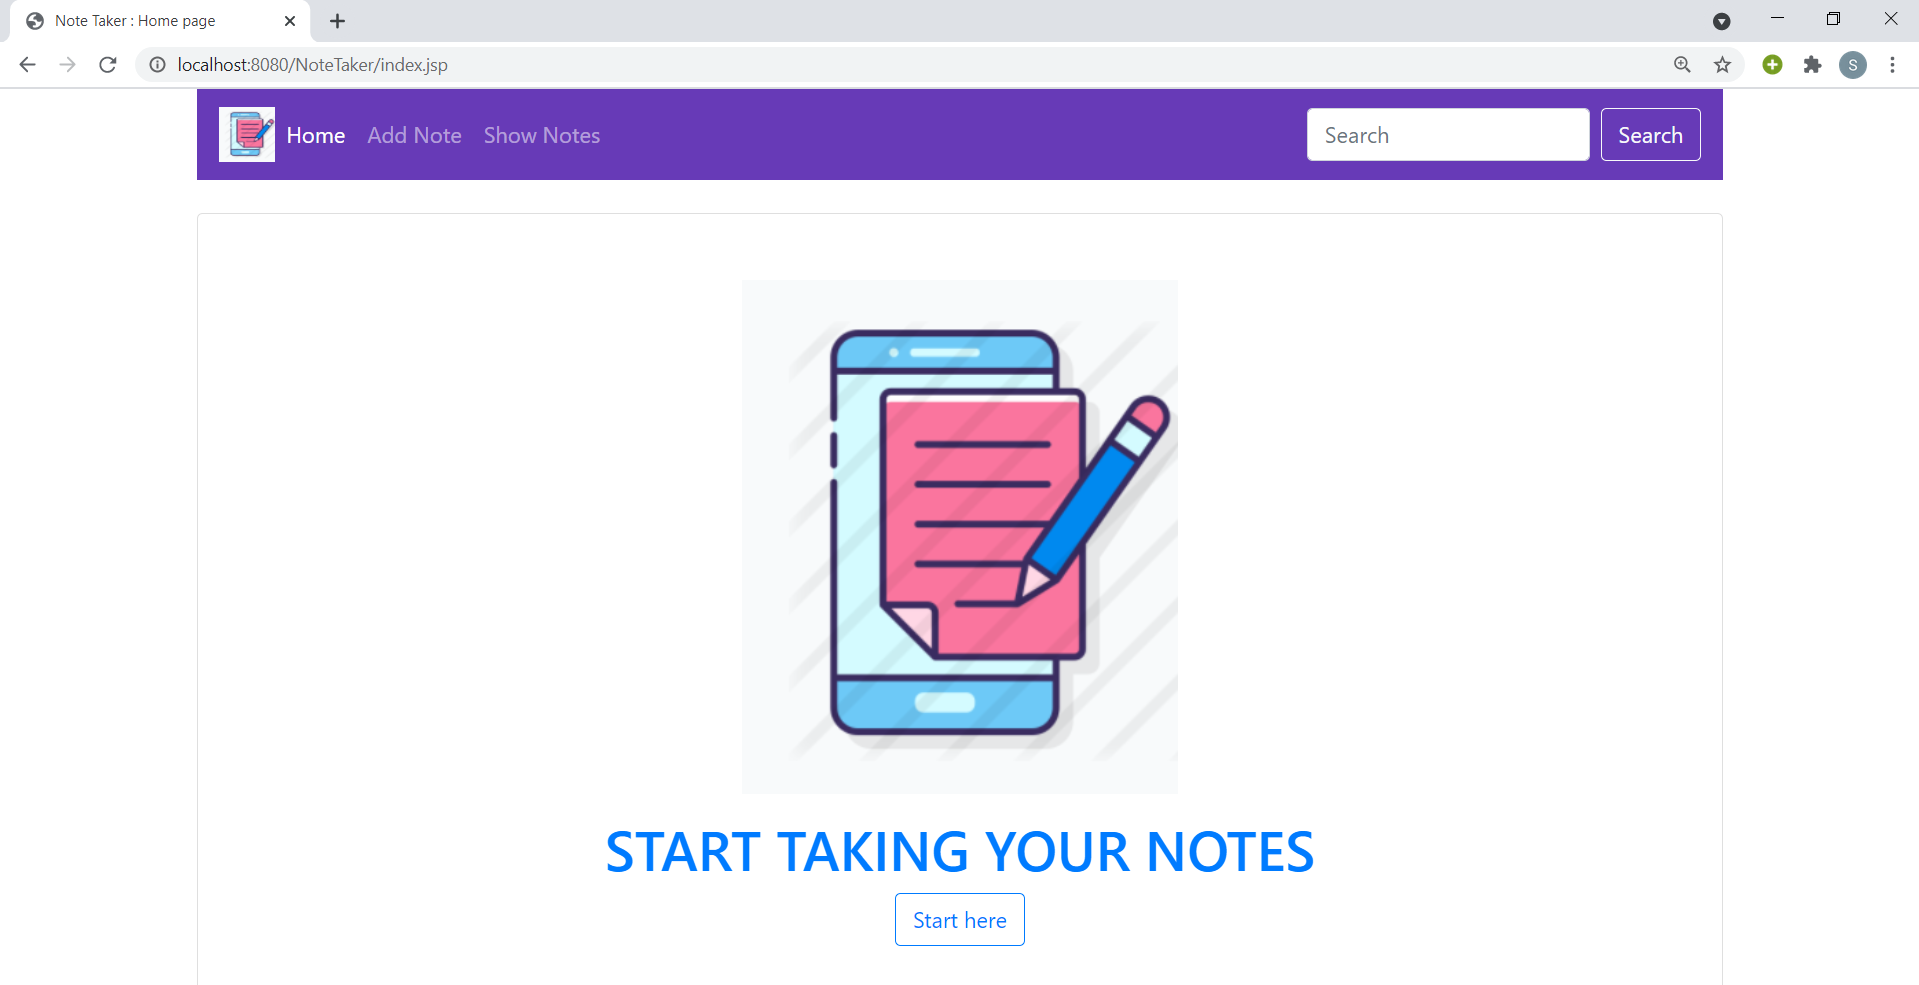 Note Taker : Home page
localhost:8080/NoteTaker/index.jsp
S
Home Add Note Show Notes Search Search
START TAKING YOUR NOTES
Start here